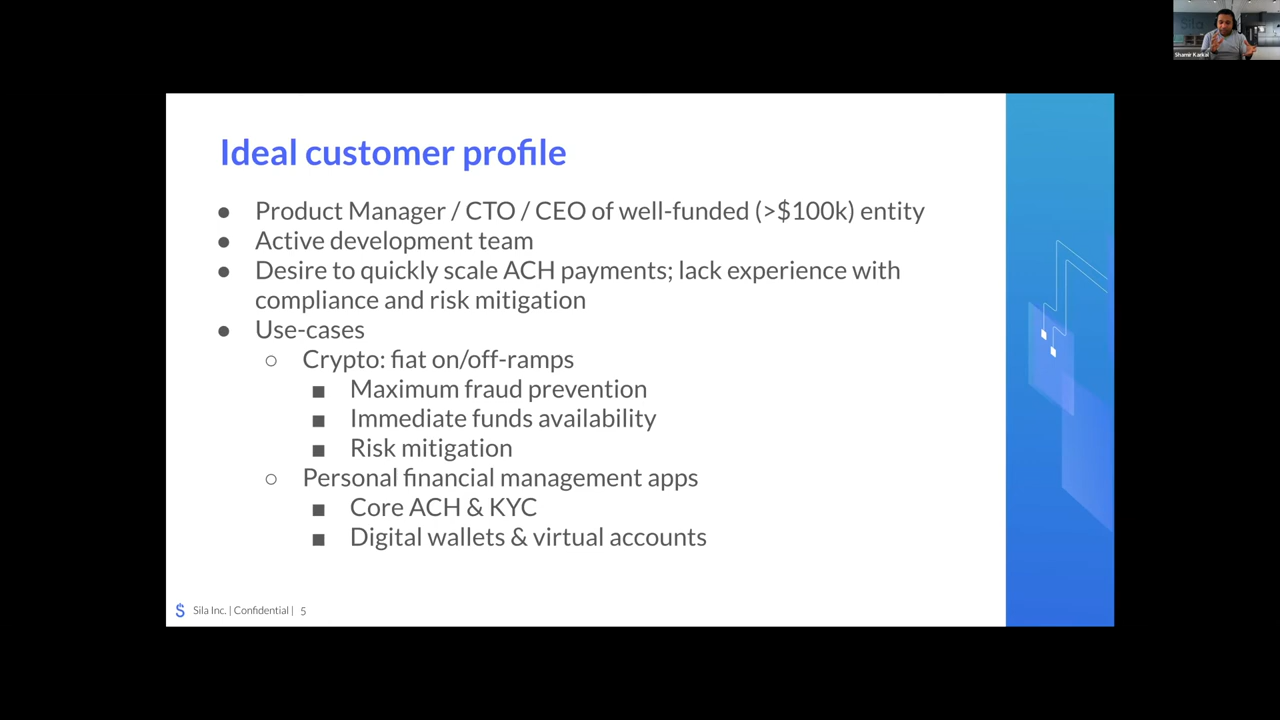 Sila
Shamir Karkal
Ideal customer profile
● Product Manager / CTO / CEO of well-funded (>$100k) entity
● Active development team
● Desire to quickly scale ACH payments; lack experience with
compliance and risk mitigation
● Use-cases
○ Crypto: fiat on/off-ramps
■ Maximum fraud prevention
■ Immediate funds availability
■ Risk mitigation
○ Personal financial management apps
■ Core ACH & KYC
■ Digital wallets & virtual accounts
$ Sila Inc. | Confidential | 5